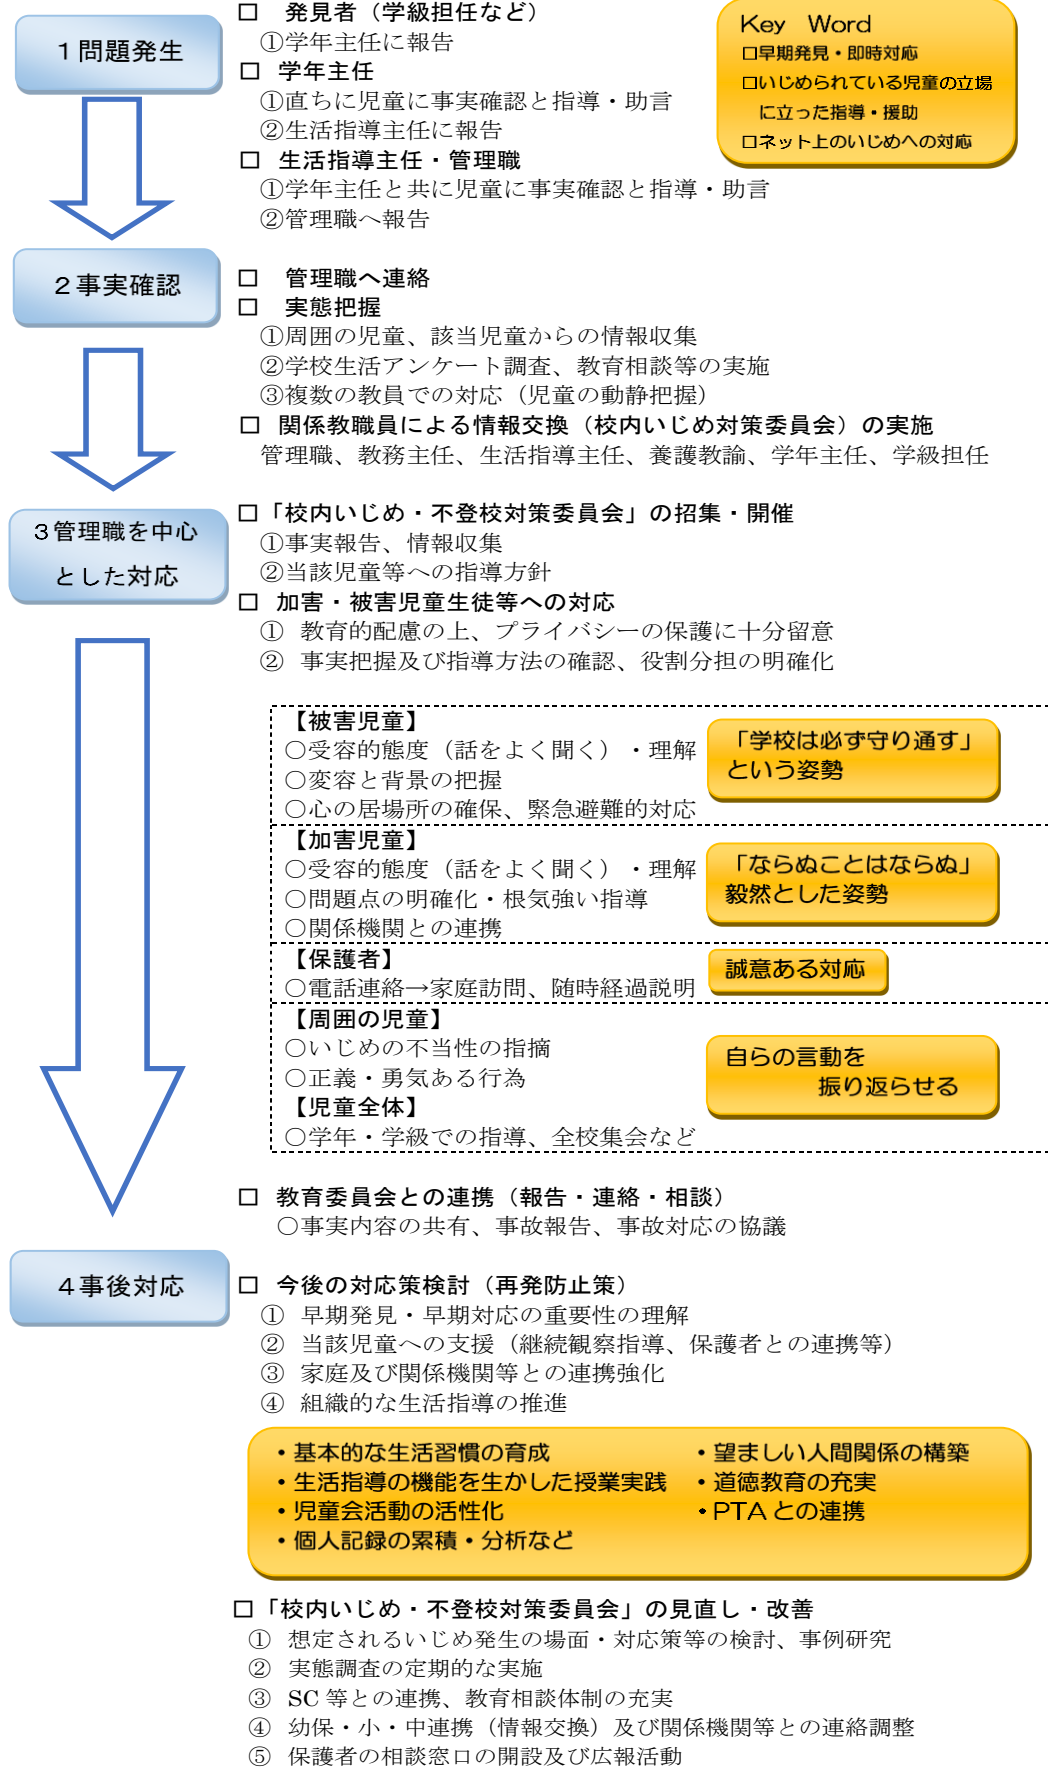 １問題発生
□　発見者（学級担任など）
①学年主任に報告
□ 学年主任
①直ちに児童に事実確認と指導・助言
②生活指導主任に報告
□ 生活指導主任・管理職
①学年主任と共に児童に事実確認と指導・助言
②管理職へ報告
Key　Word
□早期発見・即時対応
□いじめられている児童の立場
に立った指導・援助
□ネット上のいじめへの対応
２事実確認
□　管理職へ連絡
□　実態把握
①周囲の児童、該当児童からの情報収集
②学校生活アンケート調査、教育相談等の実施
③複数の教員での対応（児童の動静把握）
□ 関係教職員による情報交換（校内いじめ対策委員会）の実施
管理職、教務主任、生活指導主任、養護教諭、学年主任、学級担任
３管理職を中心
とした対応
□「校内いじめ・不登校対策委員会」の招集・開催
①事実報告、情報収集
②当該児童等への指導方針
□ 加害・被害児童生徒等への対応
① 教育的配慮の上、プライバシーの保護に十分留意
② 事実把握及び指導方法の確認、役割分担の明確化
【被害児童】
○受容的態度（話をよく聞く）・理解
○変容と背景の把握
○心の居場所の確保、緊急避難的対応
「学校は必ず守り通す」
という姿勢
【加害児童】
○受容的態度（話をよく聞く）・理解
○問題点の明確化・根気強い指導
○関係機関との連携
「ならぬことはならぬ」
毅然とした姿勢
【保護者】
○電話連絡→家庭訪問、随時経過説明
誠意ある対応
【周囲の児童】
○いじめの不当性の指摘
○正義・勇気ある行為
【児童全体】
○学年・学級での指導、全校集会など
自らの言動を
振り返らせる
□ 教育委員会との連携（報告・連絡・相談）
○事実内容の共有、事故報告、事故対応の協議
４事後対応
□ 今後の対応策検討（再発防止策）
① 早期発見・早期対応の重要性の理解
② 当該児童への支援（継続観察指導、保護者との連携等）
③ 家庭及び関係機関等との連携強化
④ 組織的な生活指導の推進
・基本的な生活習慣の育成
・生活指導の機能を生かした授業実践
・児童会活動の活性化
・個人記録の累積・分析など
・望ましい人間関係の構築
・道徳教育の充実
・PTAとの連携
□「校内いじめ・不登校対策委員会」の見直し・改善
① 想定されるいじめ発生の場面・対応策等の検討、事例研究
② 実態調査の定期的な実施
③ SC 等との連携、教育相談体制の充実
④ 幼保・小・中連携（情報交換）及び関係機関等との連絡調整
⑤ 保護者の相談窓口の開設及び広報活動